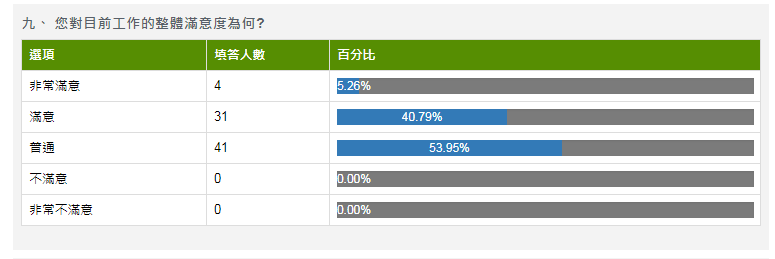 九、 您對目前工作的整體滿意度為何?
選項 填答人數 百分比
非常滿意 4 5.26%
滿意 31 40.79%
普通 41 53.95%
不滿意 0 0.00%
非常不滿意 0 0.00%